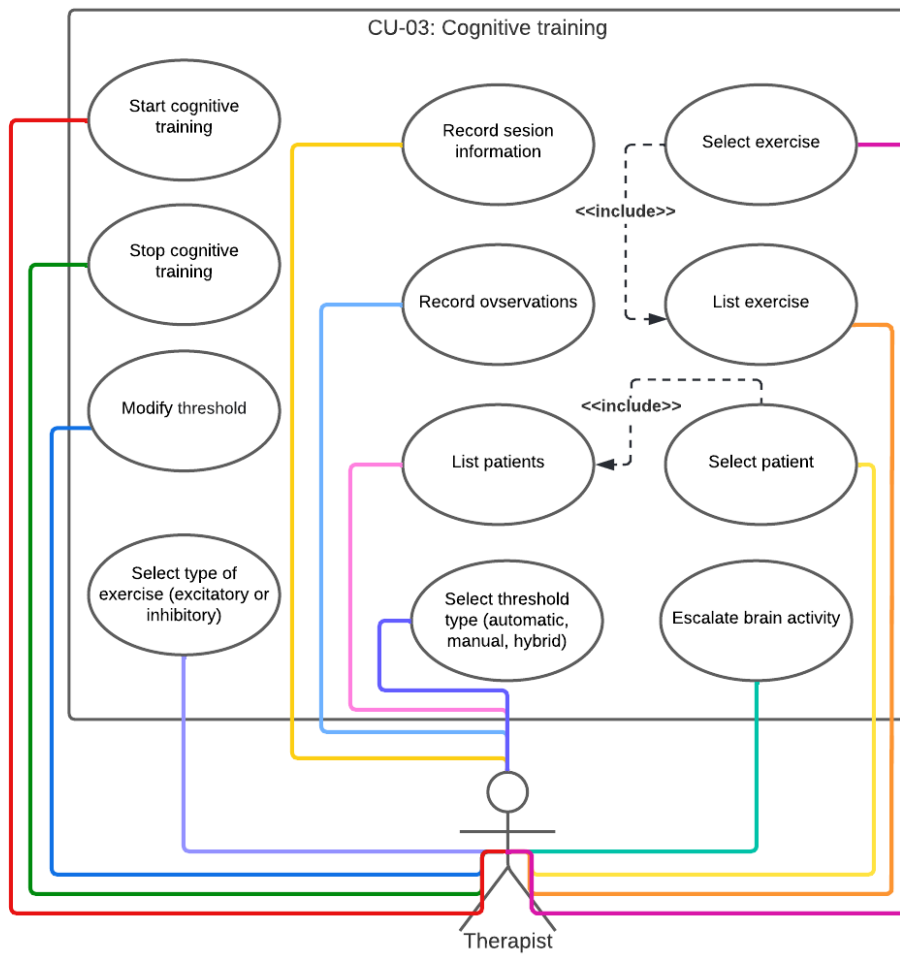 CU-03: Cognitive training
Start cognitive
training
Record sesion
information
Select exercise
<<include>>
Stop cognitive
training
Record ovservations
List exercise
Modify threshold
<<include>>
List patients
Select patient
Select type of
exercise (excitatory or
inhibitory)
Select threshold
type (automatic,
manual, hybrid)
Escalate brain activity
Therapist